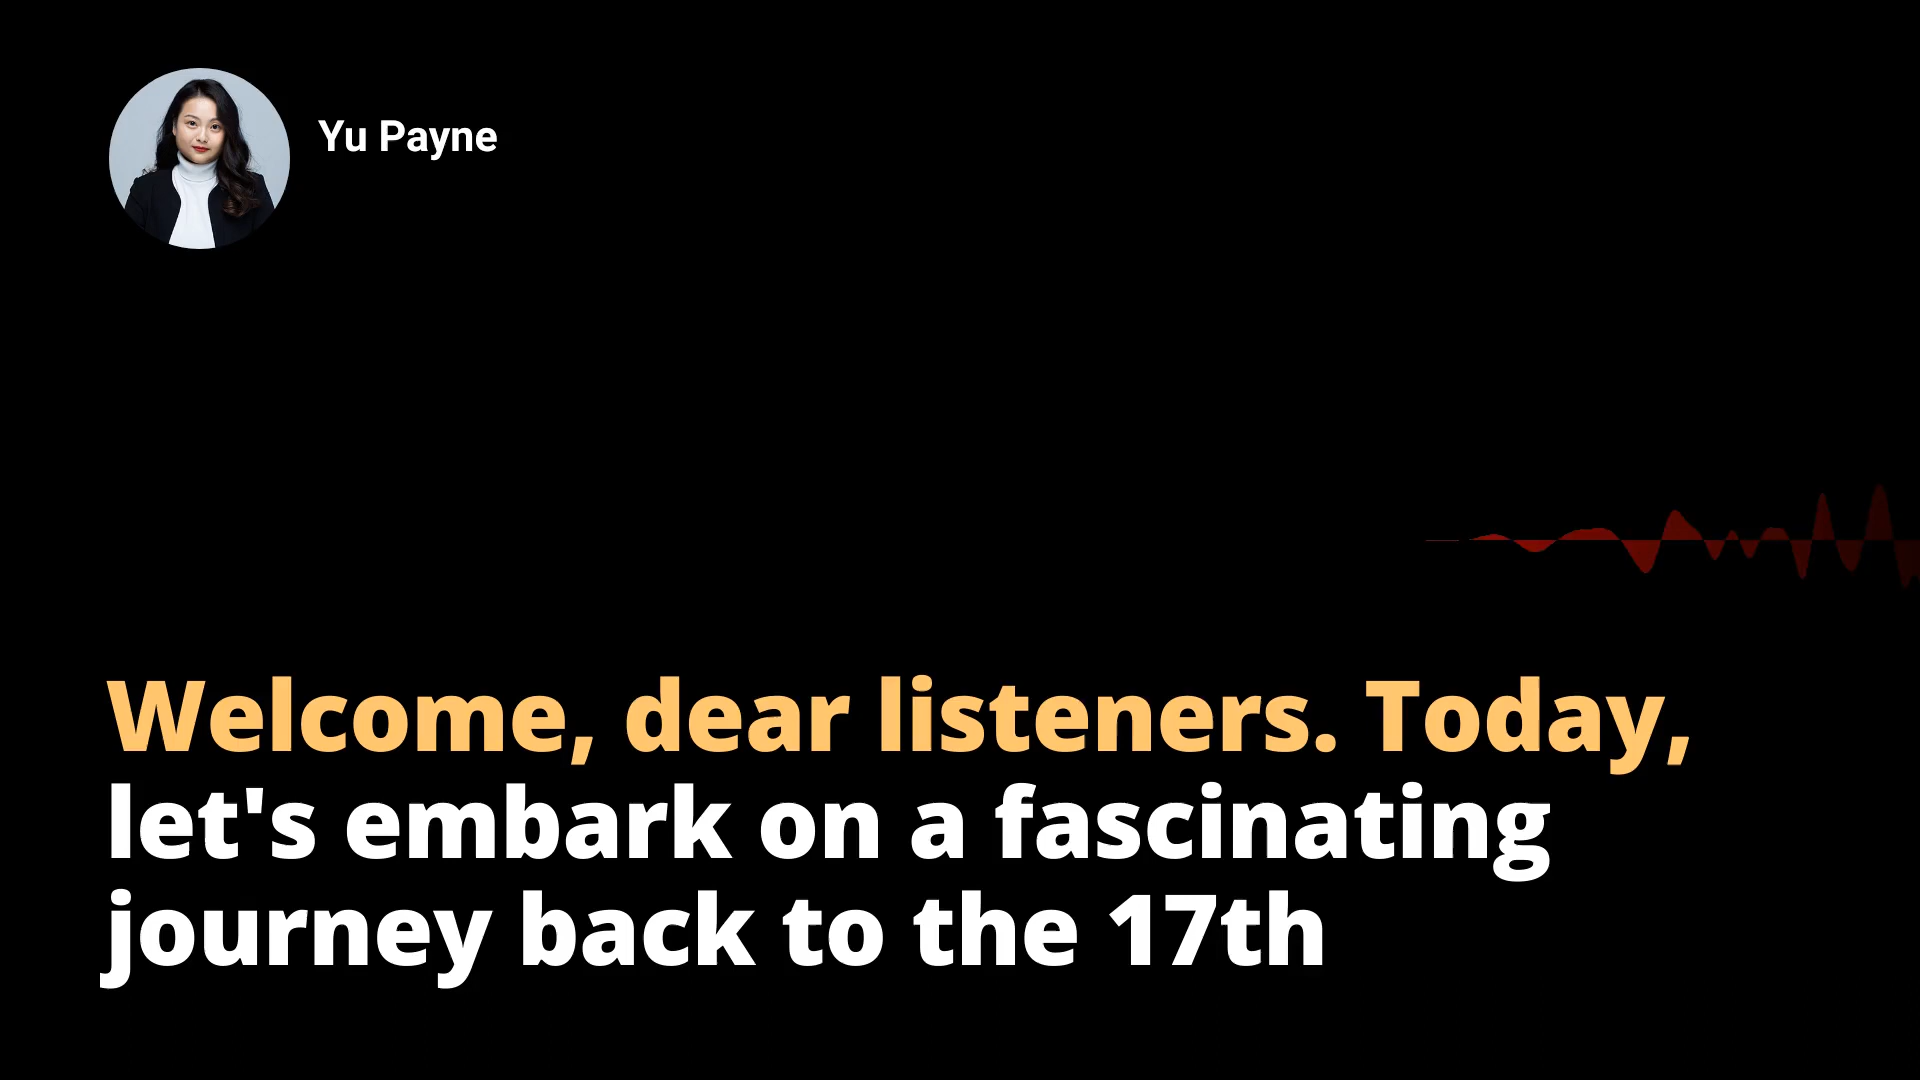 Yu Payne
Welcome, dear listeners. Today,
let's embark on a fascinating
journey back to the 17th